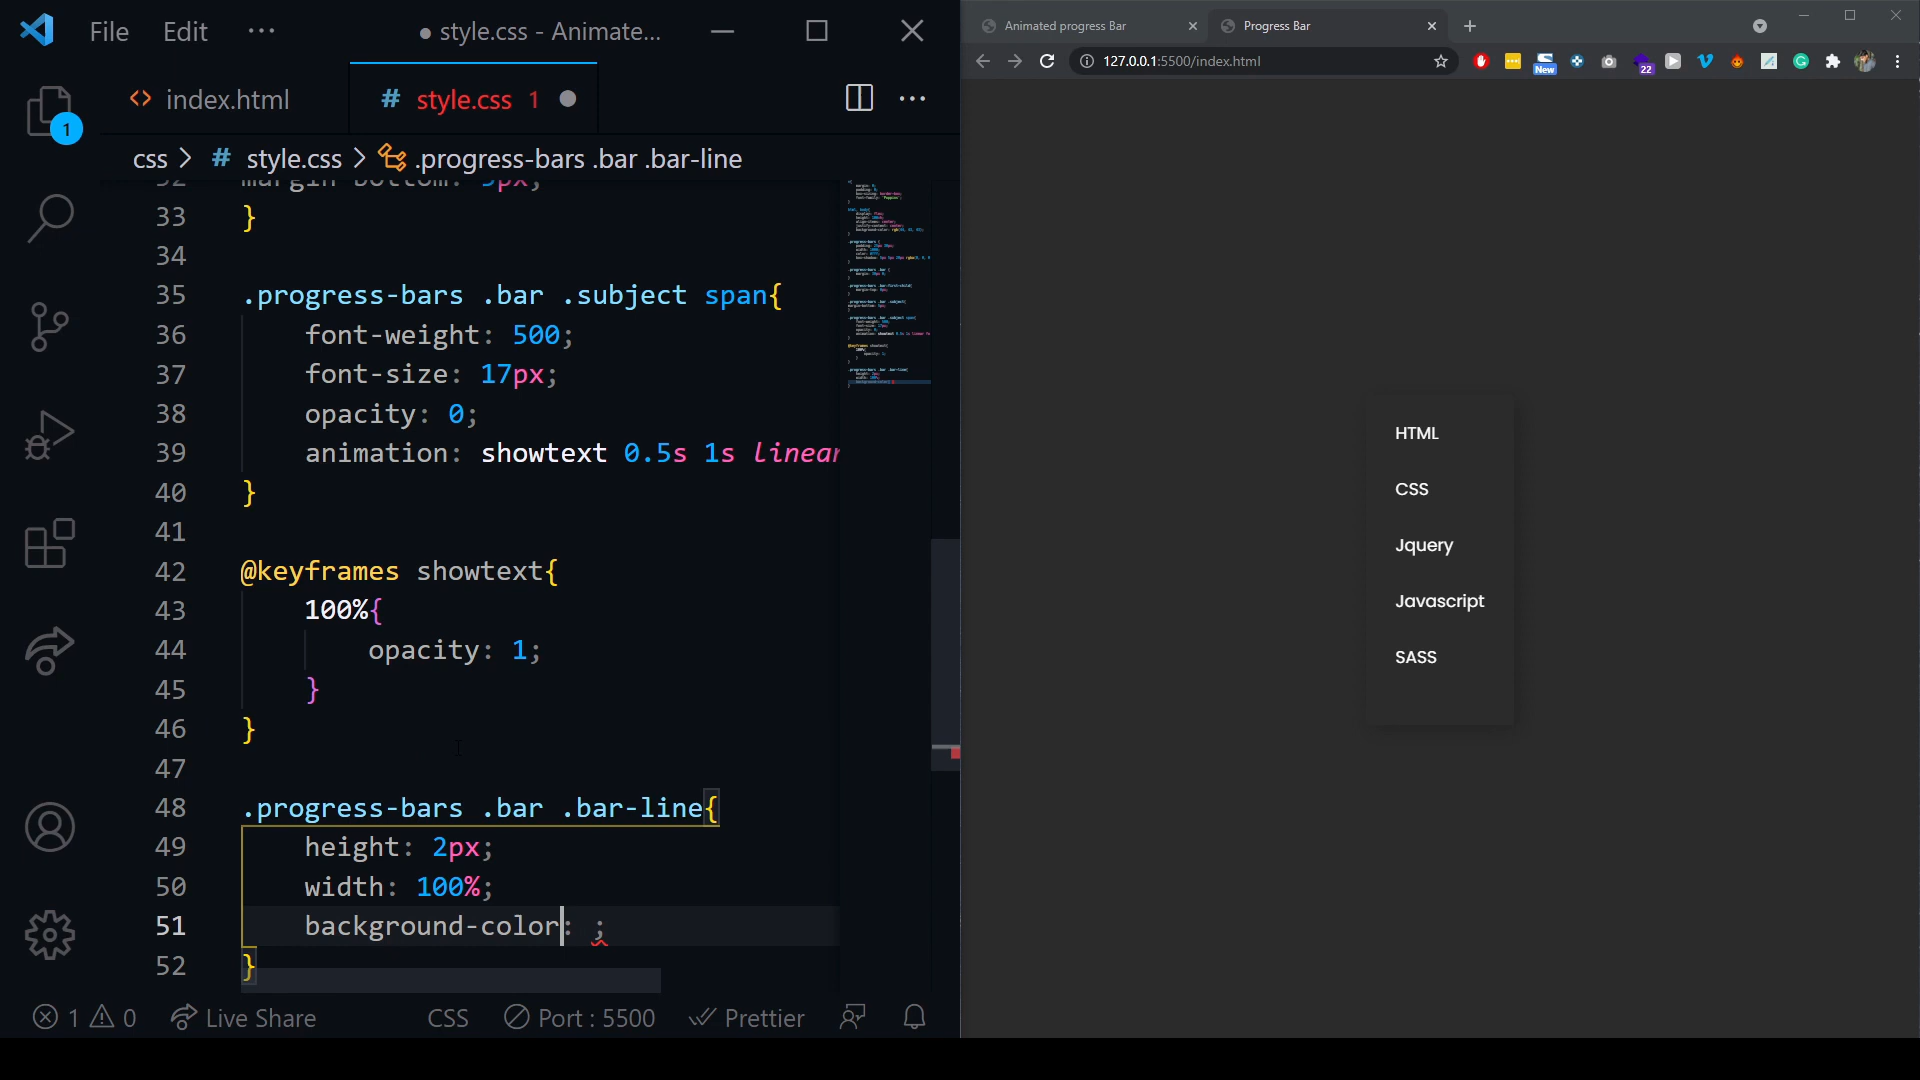 File Edit ··· ● style.css - Animate...
index.html # style.css 1 ●
css > # style.css > .progress-bars .bar .bar-line
33 }
34
35 .progress-bars .bar .subject span{
36 font-weight: 500;
37 font-size: 17px;
38 opacity: 0;
39 animation: showtext 0.5s 1s linear
40 }
41
42 @keyframes showtext{
43 100%{
44 opacity: 1;
45 }
46 }
47
48 .progress-bars .bar .bar-line{
49 height: 2px;
50 width: 100%;
51 background-color: ;
52 }
1
1 0 Live Share CSS Port : 5500 Prettier
Animated progress Bar
Progress Bar
127.0.0.1:5500/index.html
New
22
HTML
CSS
Jquery
Javascript
SASS